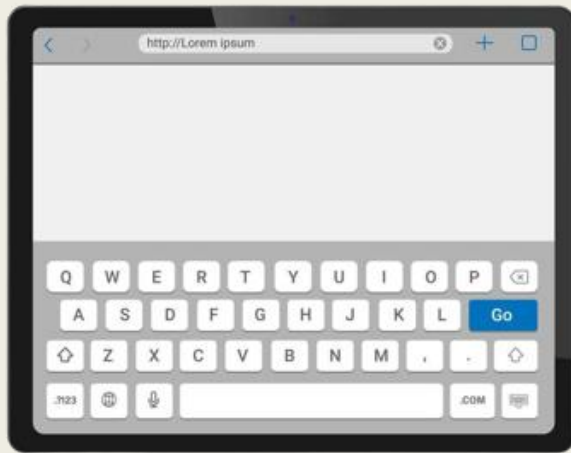 http://Lorem ipsum
Q W E R T Y U I O P
A S D F G H J K L Go
Z X C V B N M , .
.?123 .COM